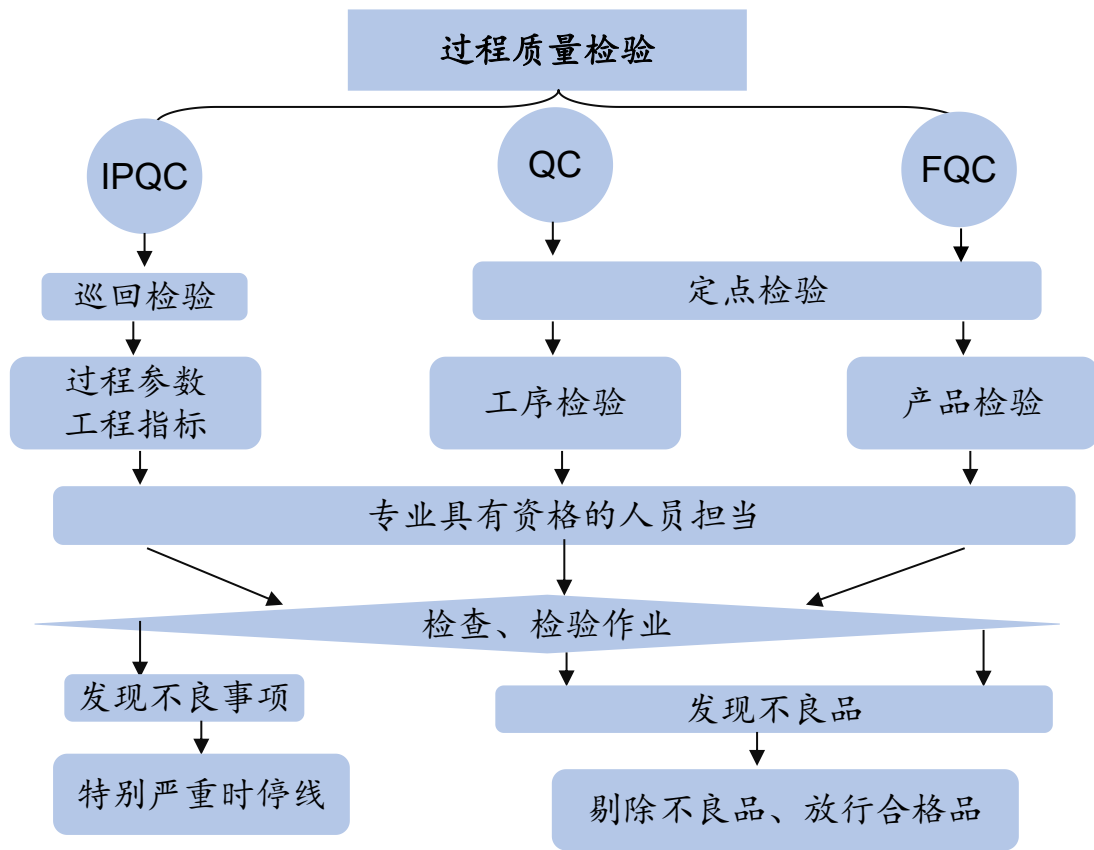 过程质量检验
IPQC
QC
FQC
巡回检验
定点检验
过程参数
工程指标
工序检验
产品检验
专业具有资格的人员担当
检查、检验作业
发现不良事项
发现不良品
特别严重时停线
剔除不良品、放行合格品